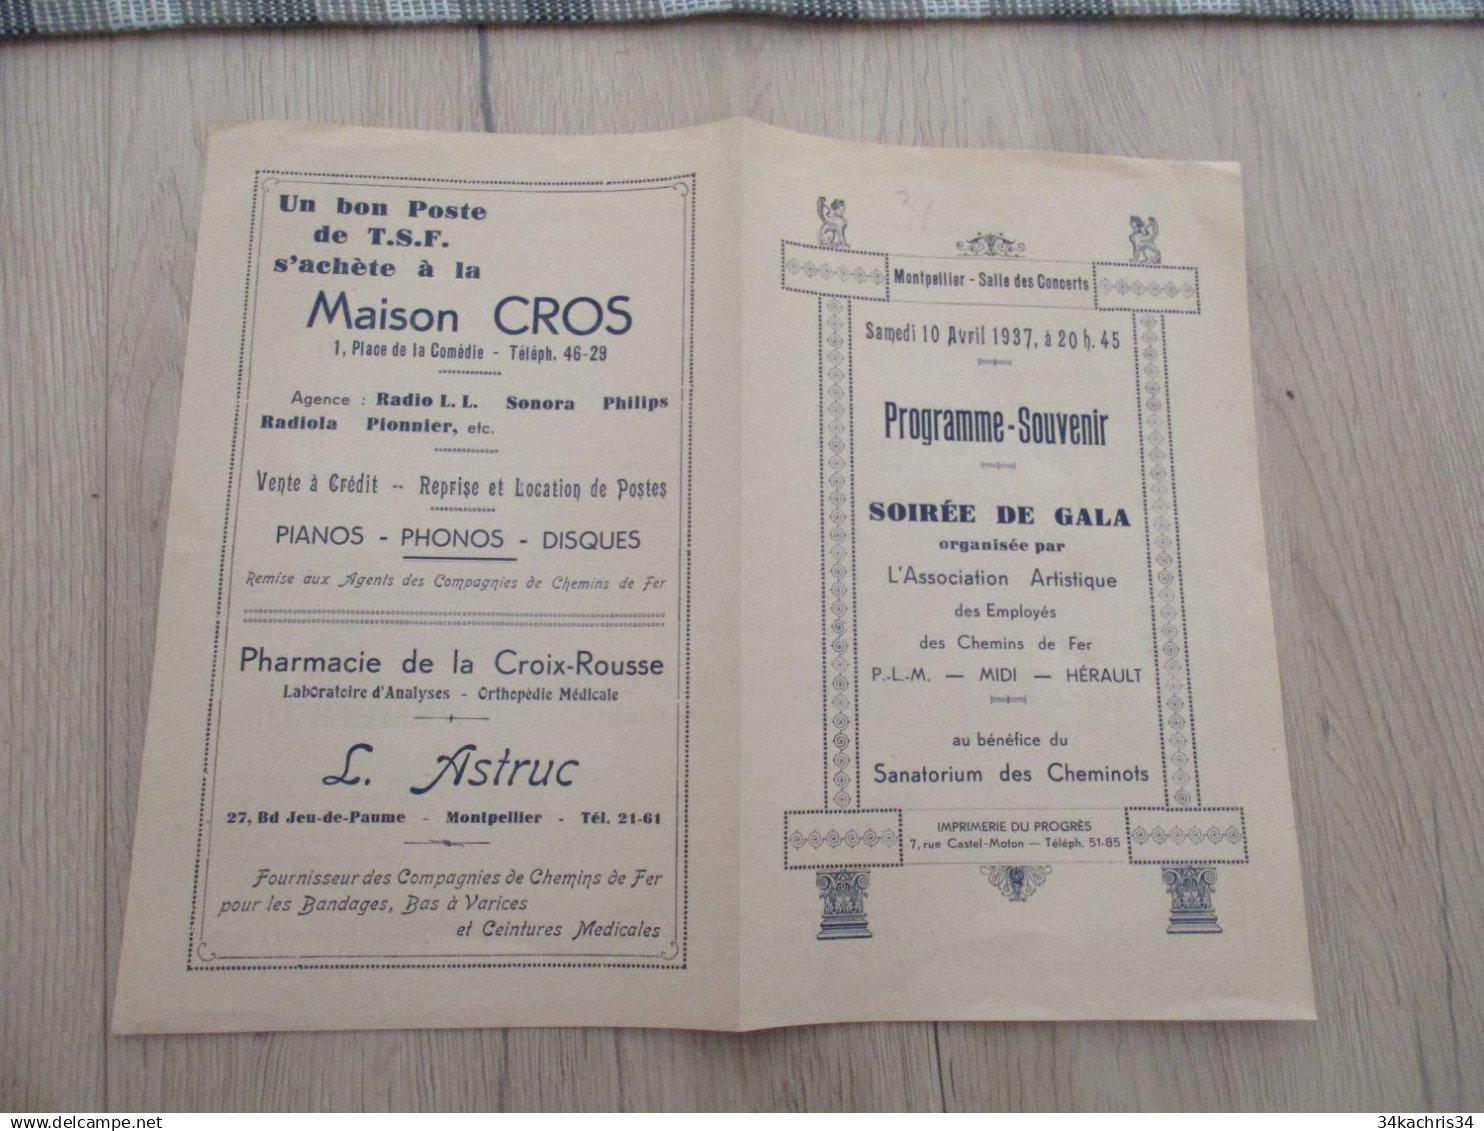 Un bon Poste
de T.S.F.
s'achète à la
Maison CROS
1, Place de la Comédie - Téléph. 46-29
Agence : Radio L. L. Sonora Philips
Radiola Pionnier, etc.
Vente à Crédit -- Reprise et Location de Postes
PIANOS - PHONOS - DISQUES
Remise aux Agents des Compagnies de Chemins de Fer
Pharmacie de la Croix-Rousse
Laboratoire d'Analyses - Orthopédie Médicale
L. Astruc
27, Bd Jeu-de-Paume - Montpellier - Tél. 21-61
Fournisseur des Compagnies de Chemins de Fer
pour les Bandages, Bas à Varices
et Ceintures Medicales
Montpellier - Salle des Concerts
Samedi 10 Avril 1937, à 20 h. 45
Programme-Souvenir
SOIRÉE DE GALA
organisée par
L'Association Artistique
des Employés
des Chemins de Fer
P.-L.-M. — MIDI — HÉRAULT
au bénéfice du
Sanatorium des Cheminots
IMPRIMERIE DU PROGRÈS
7, rue Castel-Moton — Téléph. 51-85
delcampe.net
34kachris34